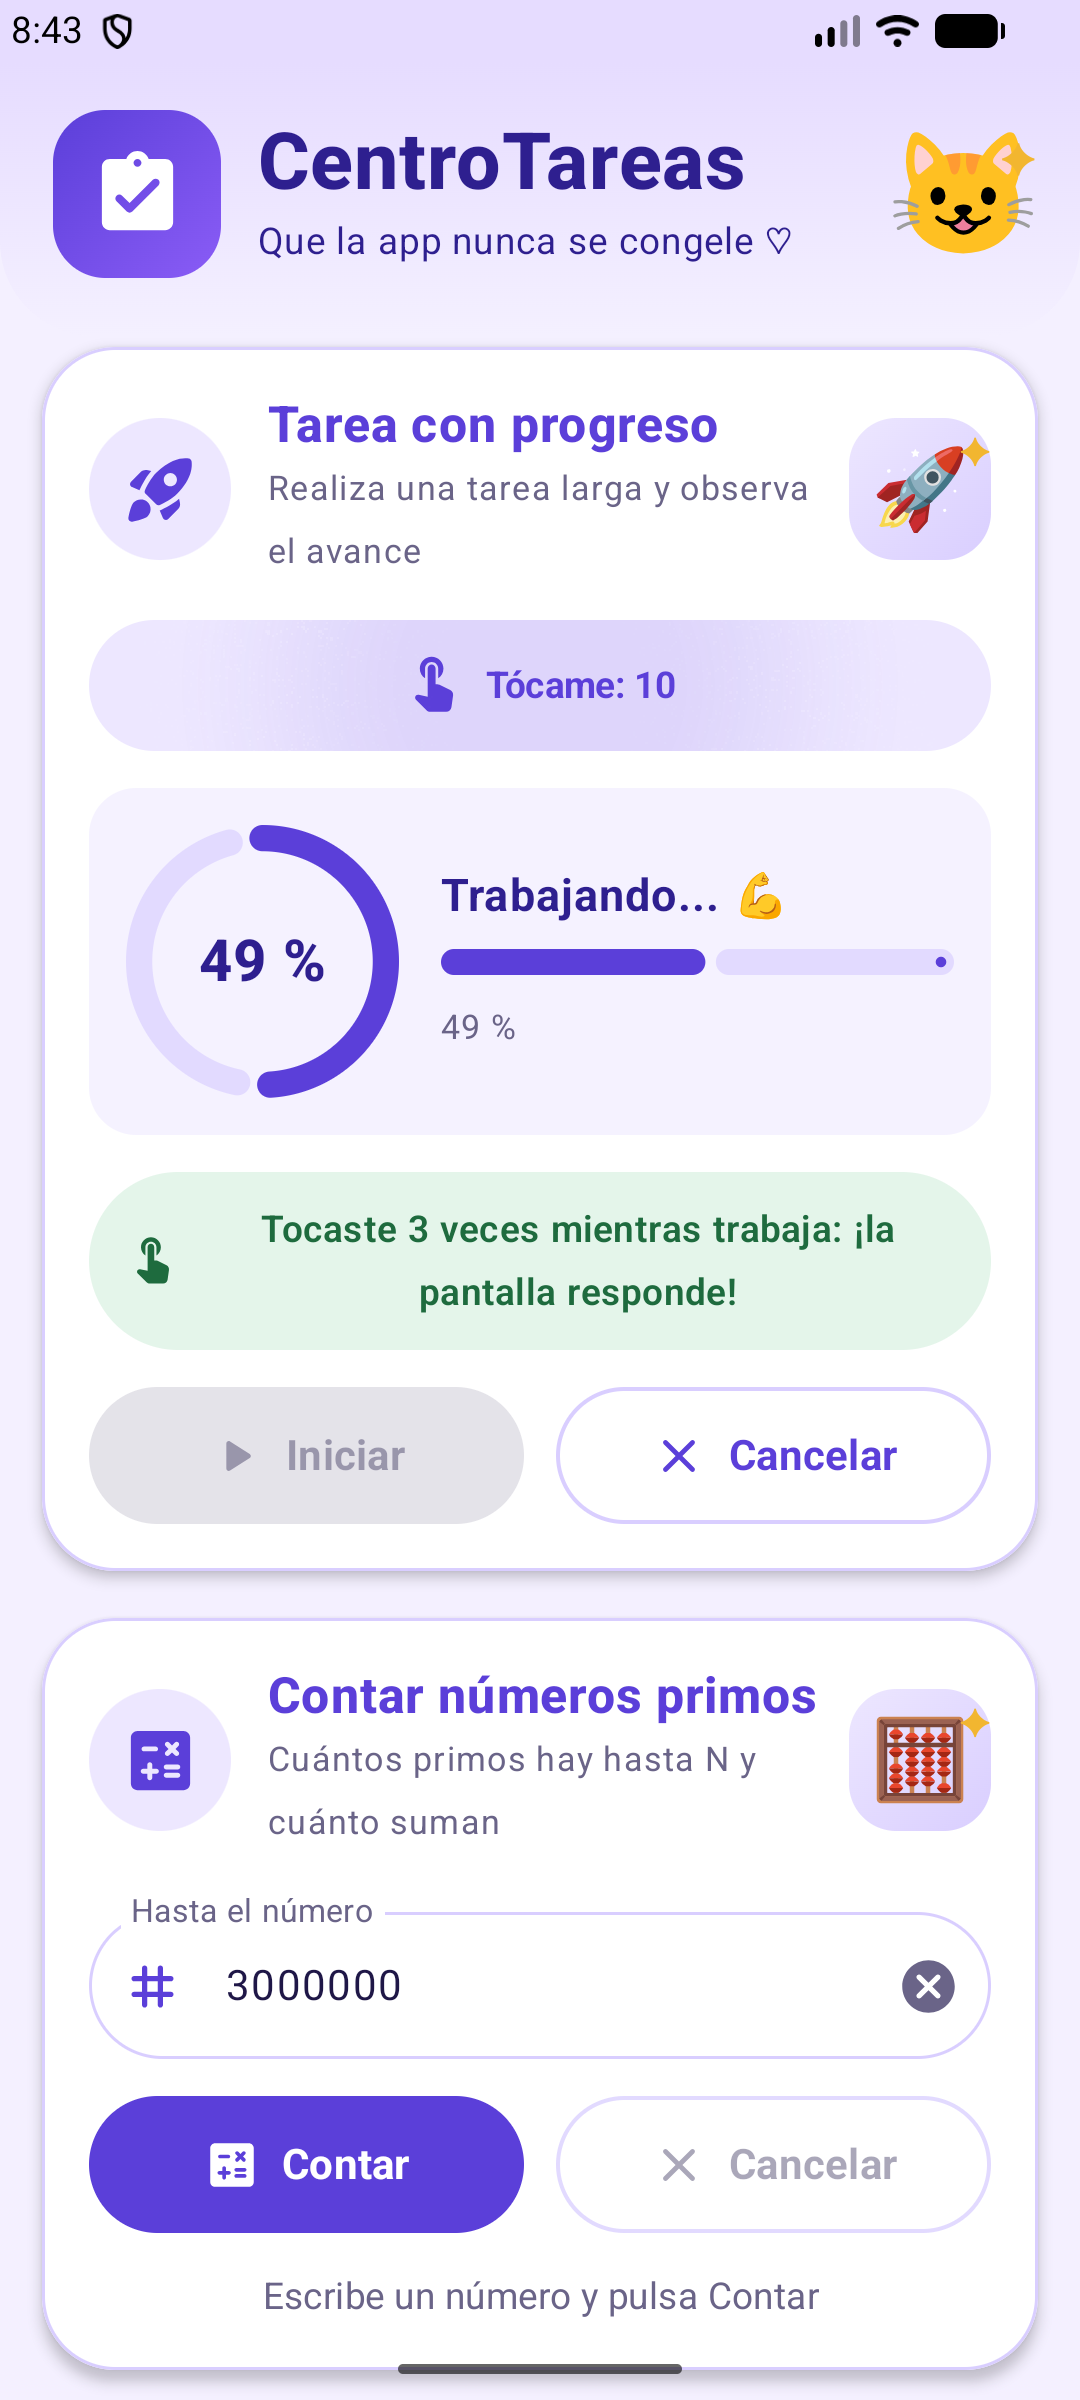 8:43
CentroTareas
Que la app nunca se congele ♡
Tarea con progreso
Realiza una tarea larga y observa
el avance
Tócame: 10
49 %
Trabajando... 💪
49 %
Tocaste 3 veces mientras trabaja: ¡la
pantalla responde!
Iniciar
Cancelar
Contar números primos
Cuántos primos hay hasta N y
cuánto suman
Hasta el número
3000000
Contar
Cancelar
Escribe un número y pulsa Contar